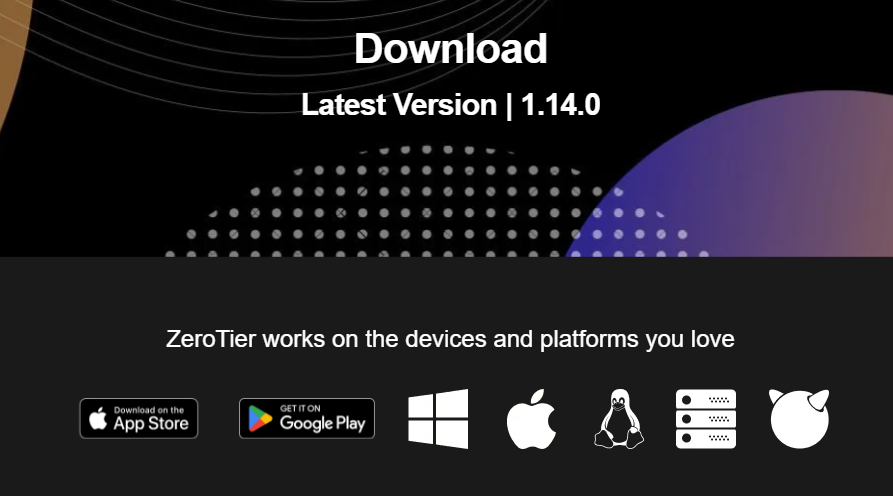 Download
Latest Version | 1.14.0
ZeroTier works on the devices and platforms you love
Download on the
App Store
GET IT ON
Google Play